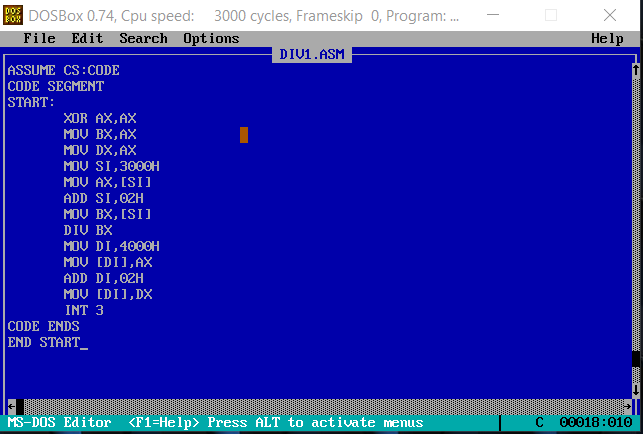 DOS BOX DOSBox 0.74, Cpu speed: 3000 cycles, Frameskip 0, Program: ...
File Edit Search Options Help
DIV1.ASM
ASSUME CS:CODE
CODE SEGMENT
START:
XOR AX,AX
MOV BX,AX
MOV DX,AX
MOV SI,3000H
MOV AX,[SI]
ADD SI,02H
MOV BX,[SI]
DIV BX
MOV DI,4000H
MOV [DI],AX
ADD DI,02H
MOV [DI],DX
INT 3
CODE ENDS
END START_
MS-DOS Editor <F1=Help> Press ALT to activate menus C 00018:010